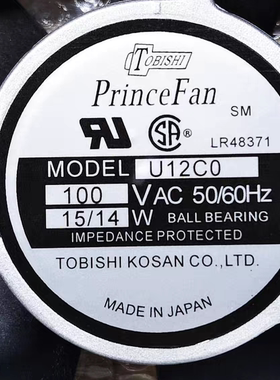 TOBISHI
PrinceFan
SM
LR48371
MODEL U12C0
100 V AC 50/60Hz
15/14 W BALL BEARING
IMPEDANCE PROTECTED
TOBISHI KOSAN CO.,LTD.
MADE IN JAPAN